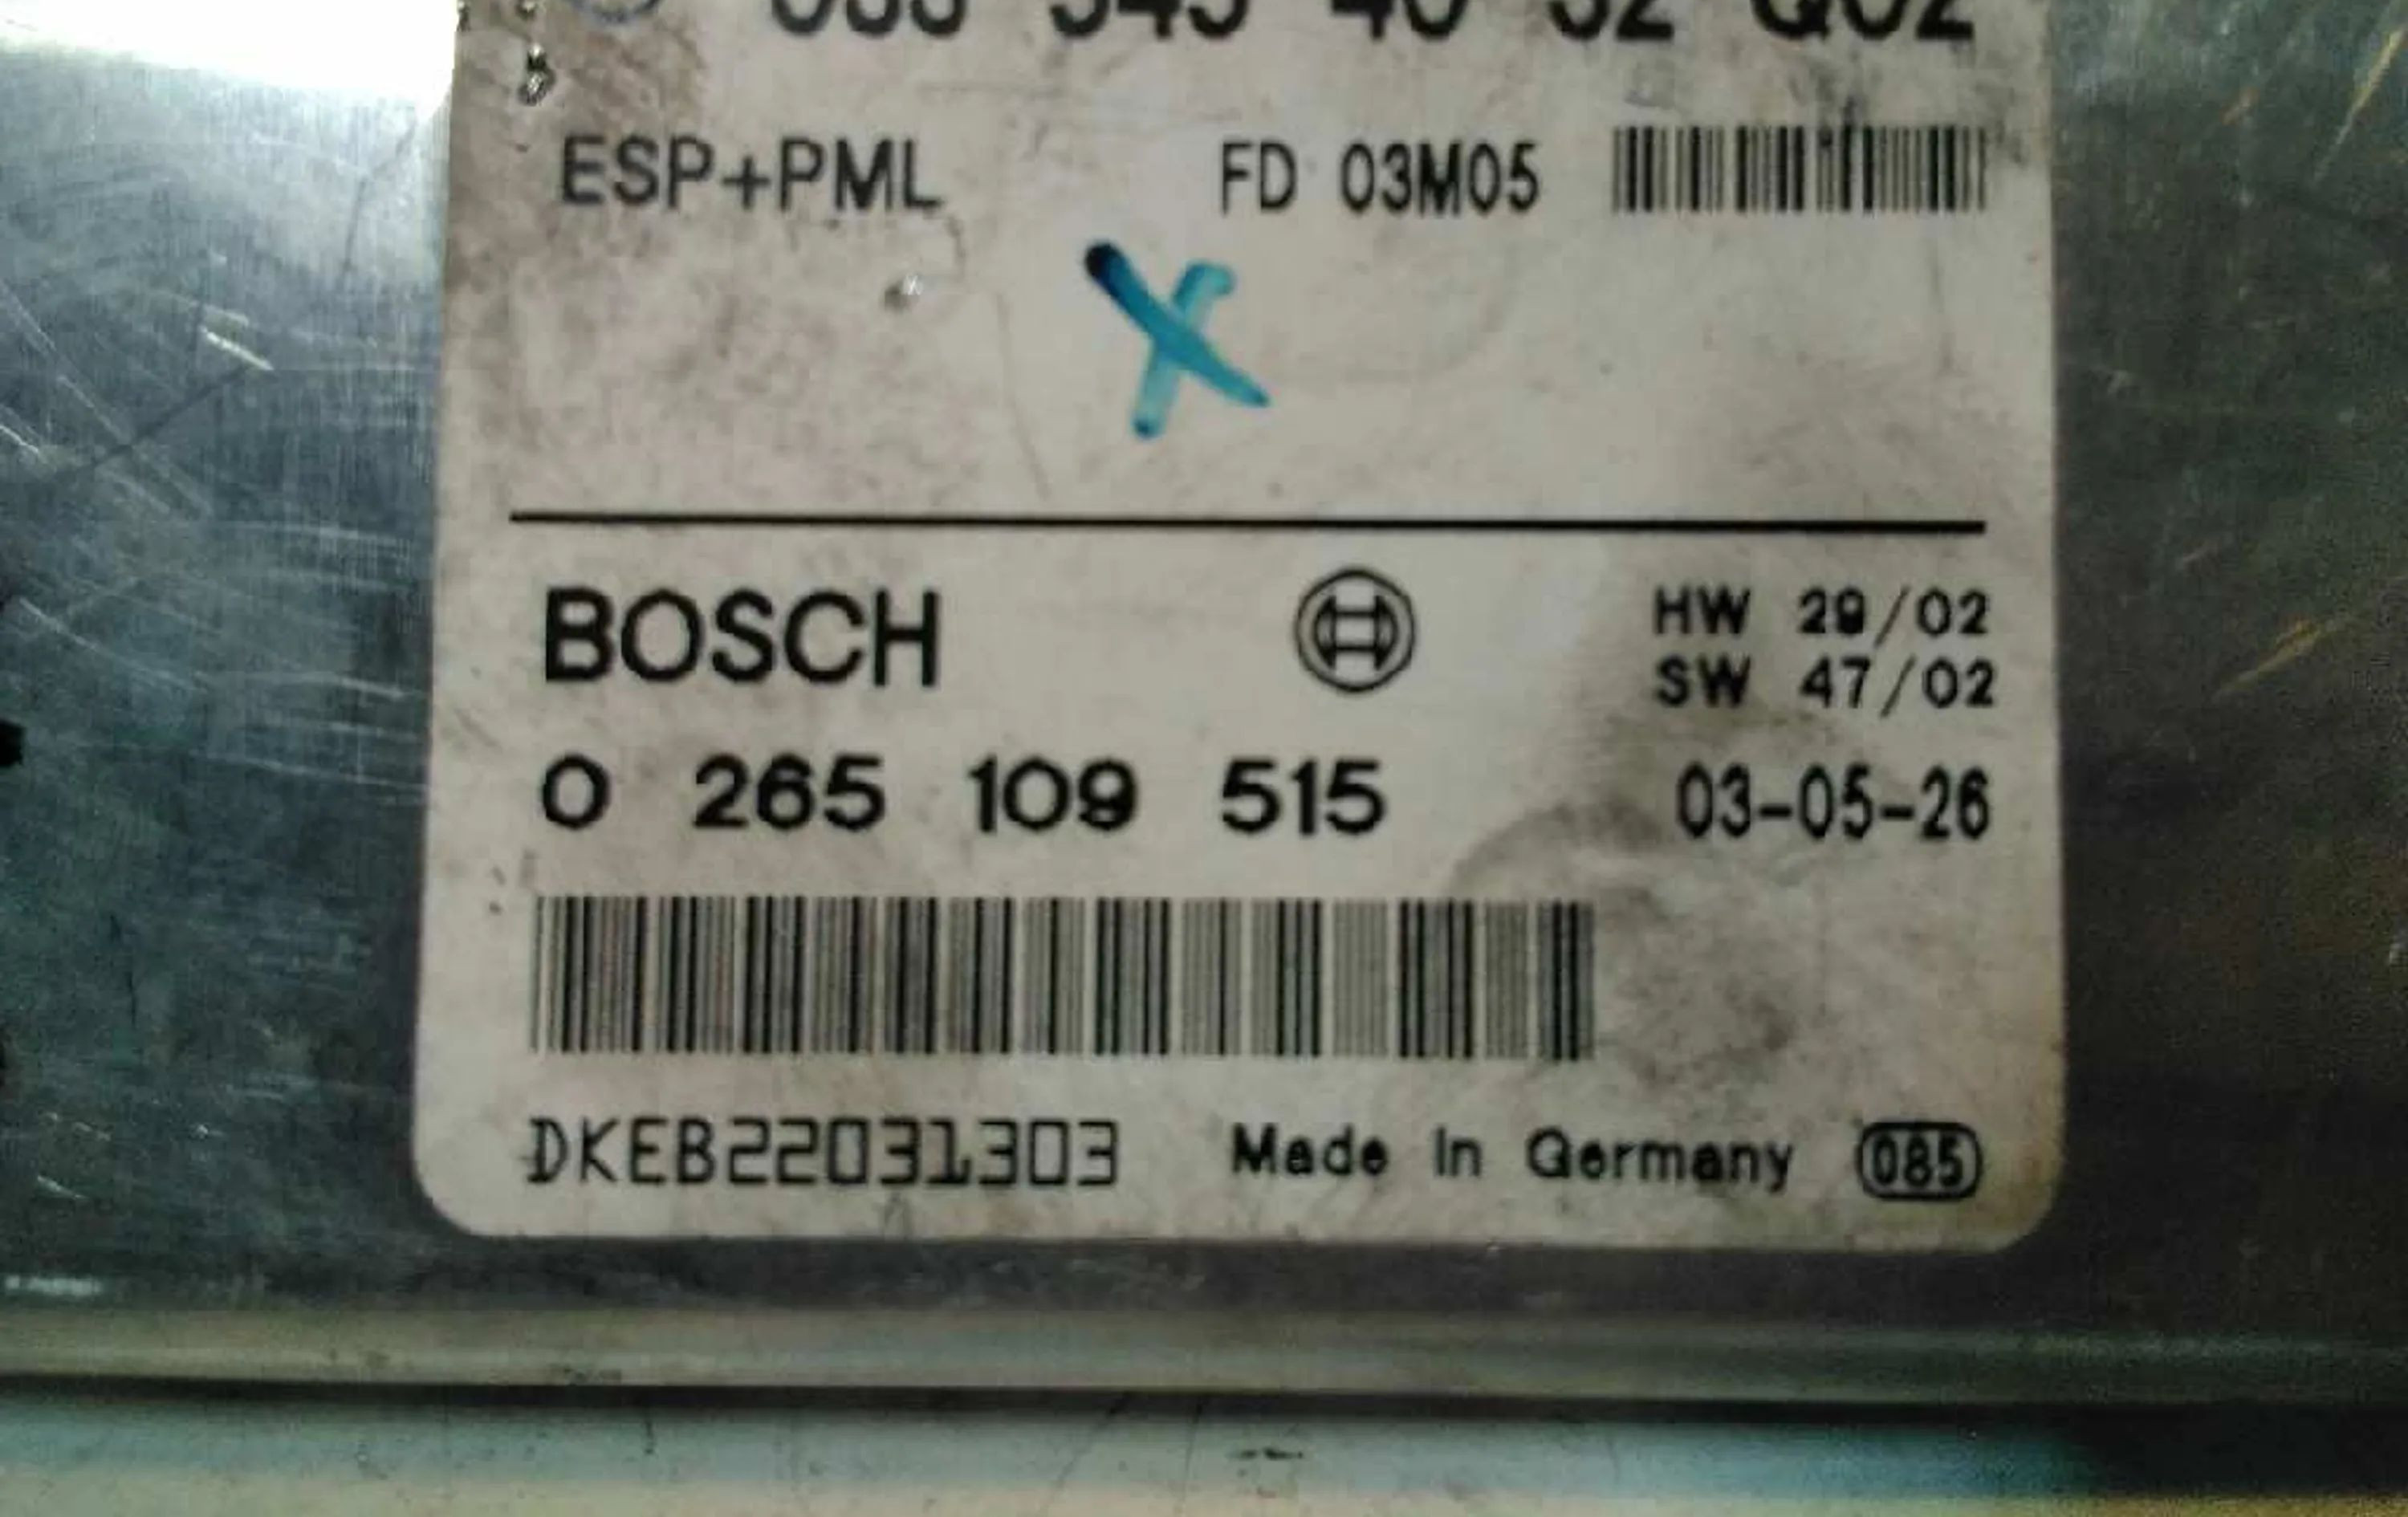 ESP+PML FD 03M05
X
BOSCH HW 29/02
SW 47/02
0 265 109 515 03-05-26
DKEB22031303 Made in Germany 085